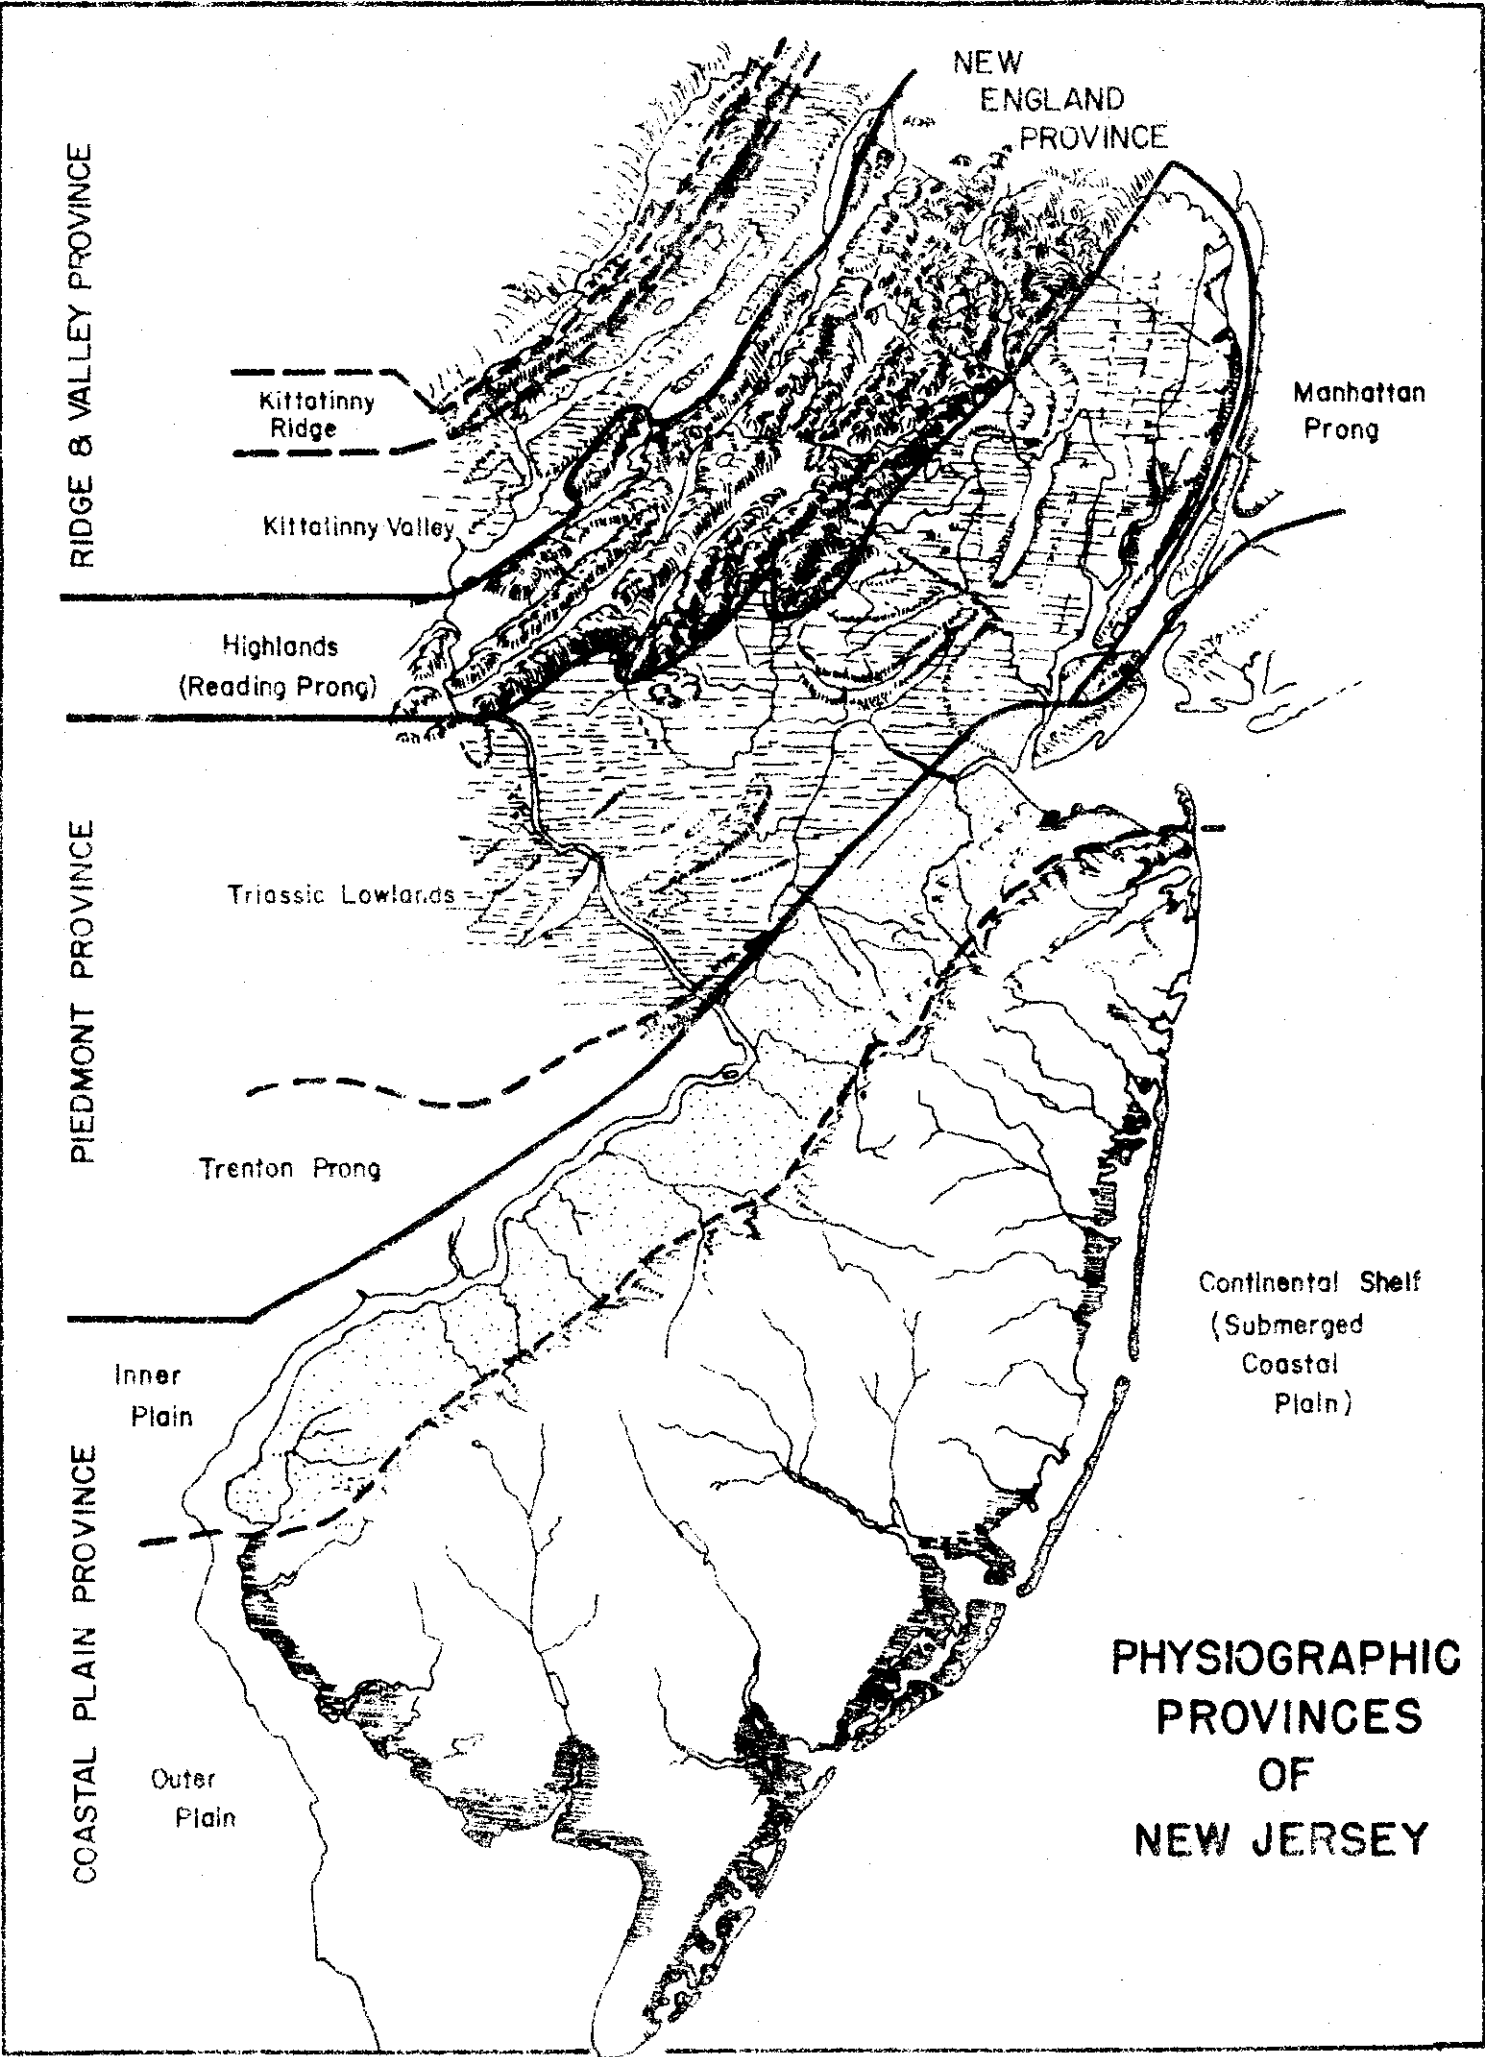 NEW
ENGLAND
PROVINCE
RIDGE & VALLEY PROVINCE
Kittatinny
Ridge
Manhattan
Prong
Kittatinny Valley
Highlands
(Reading Prong)
PIEDMONT PROVINCE
Triassic Lowlands
Trenton Prong
Continental Shelf
(Submerged
Coastal
Plain)
Inner
Plain
COASTAL PLAIN PROVINCE
Outer
Plain
PHYSIOGRAPHIC
PROVINCES
OF
NEW JERSEY